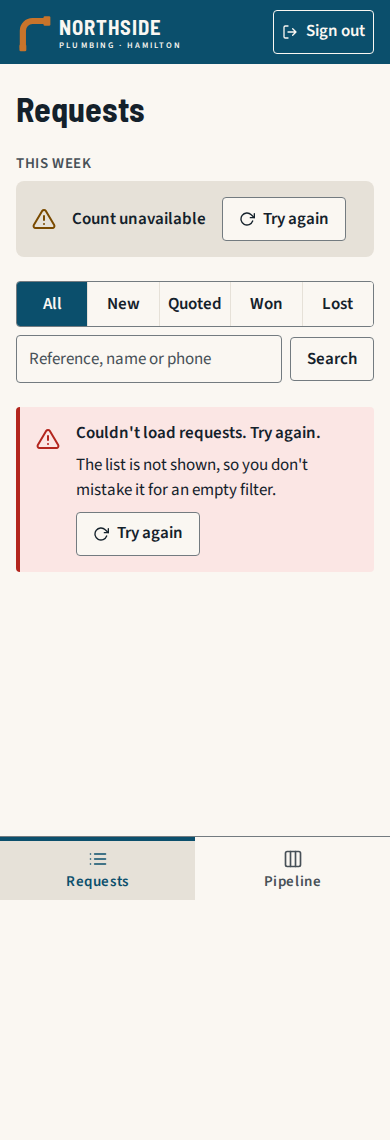 NORTHSIDE
PLUMBING · HAMILTON
Sign out
Requests
THIS WEEK
Count unavailable
Try again
All
New
Quoted
Won
Lost
Reference, name or phone
Search
Couldn't load requests. Try again.
The list is not shown, so you don't
mistake it for an empty filter.
Try again
Requests
Pipeline